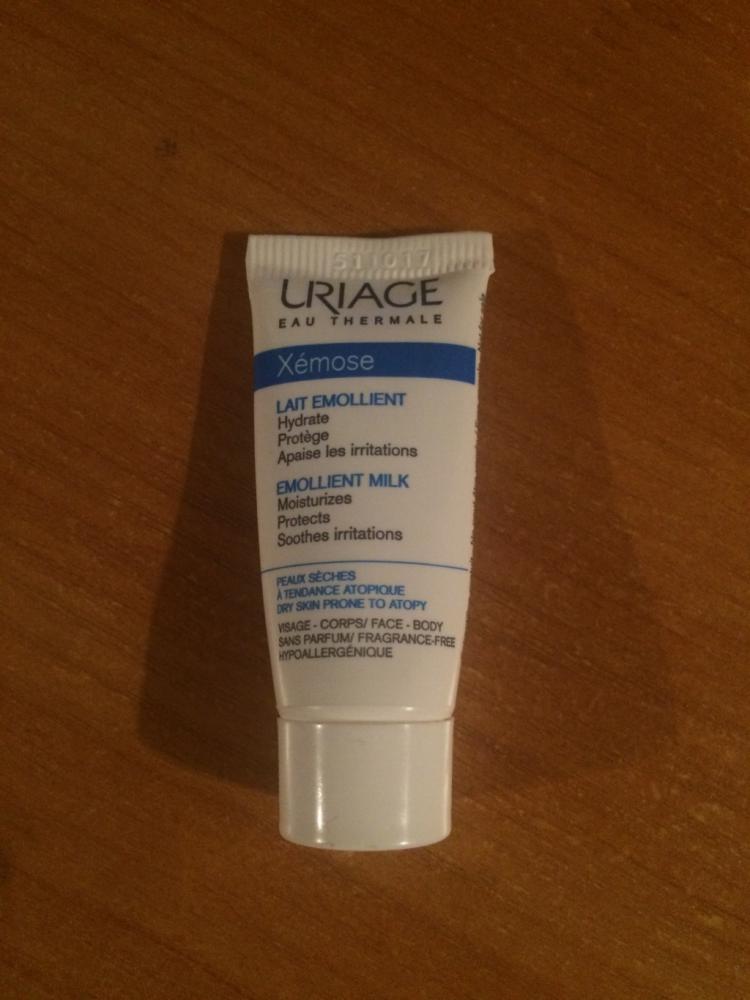 511017
URIAGE
EAU THERMALE
Xémose
LAIT EMOLLIENT
Hydrate
Protège
Apaise les irritations
EMOLLIENT MILK
Moisturizes
Protects
Soothes irritations
PEAUX SÈCHES
À TENDANCE ATOPIQUE
DRY SKIN PRONE TO ATOPY
VISAGE - CORPS/ FACE - BODY
SANS PARFUM/ FRAGRANCE-FREE
HYPOALLERGÉNIQUE